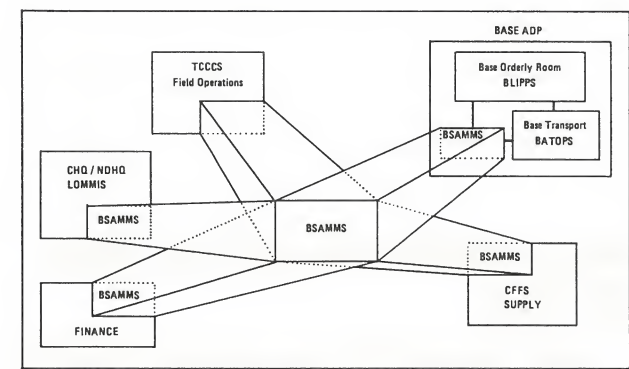 BASE ADP
TCCCS
Field Operations
Base Orderly Room
BLIPPS
Base Transport
BATOPS
BSAMMS
CHQ / NDHQ
LOMMIS
BSAMMS
BSAMMS
BSAMMS
CFFS
SUPPLY
BSAMMS
FINANCE